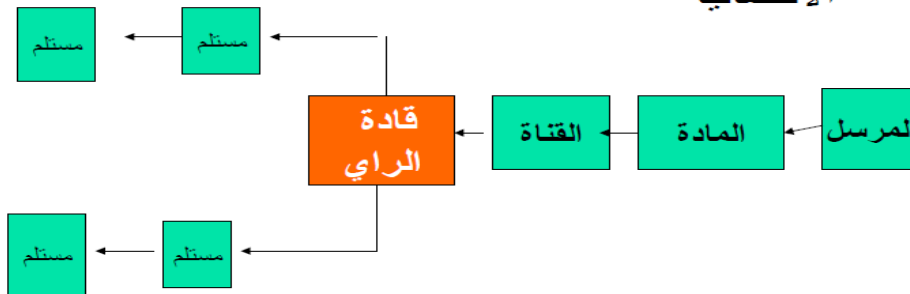 المرسل
المادة
القناة
قادة
الراي
مستلم
مستلم
مستلم
مستلم